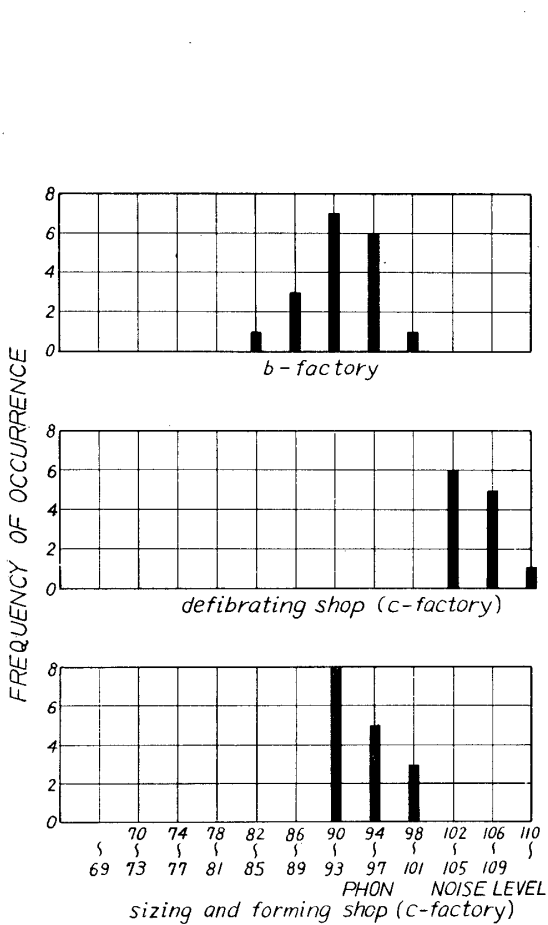 FREQUENCY OF OCCURRENCE
8
6
4
2
0
b-factory
8
6
4
2
0
defibrating shop (c-factory)
8
6
4
2
0
70 74 78 82 86 90 94 98 102 106 110
~ ~ ~ ~ ~ ~ ~ ~ ~ ~ ~
69 73 77 81 85 89 93 97 101 105 109
PHON NOISE LEVEL
sizing and forming shop (c-factory)